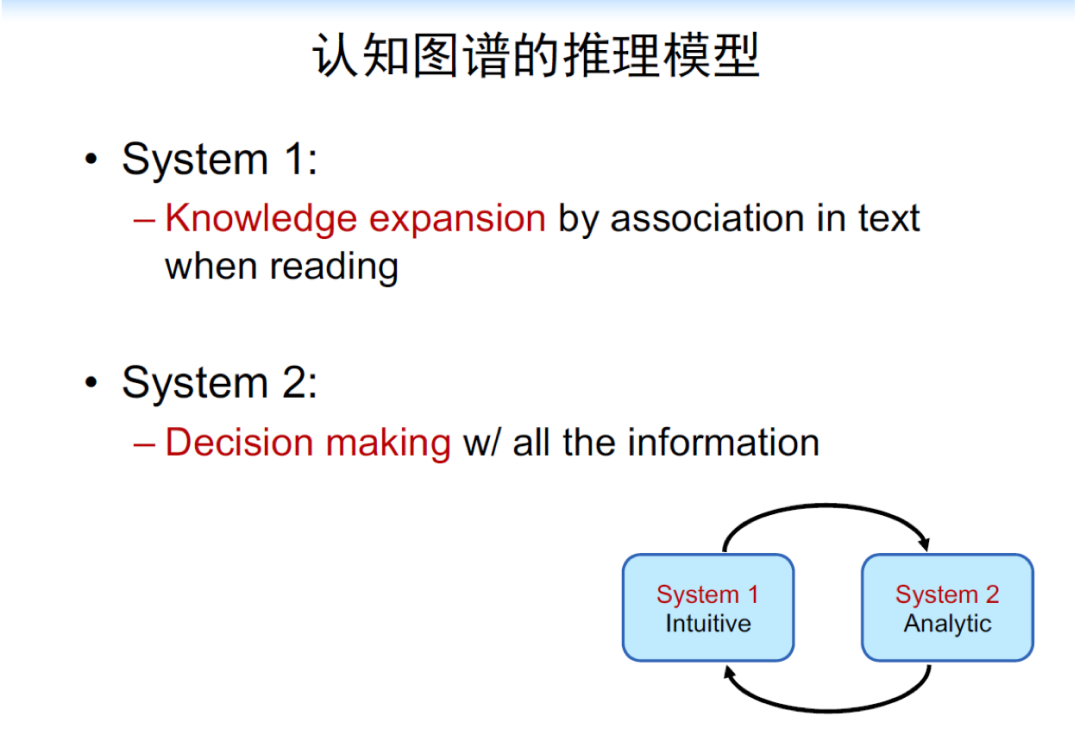 认知图谱的推理模型
• System 1:
– Knowledge expansion by association in text
when reading
• System 2:
– Decision making w/ all the information
System 1
Intuitive
System 2
Analytic